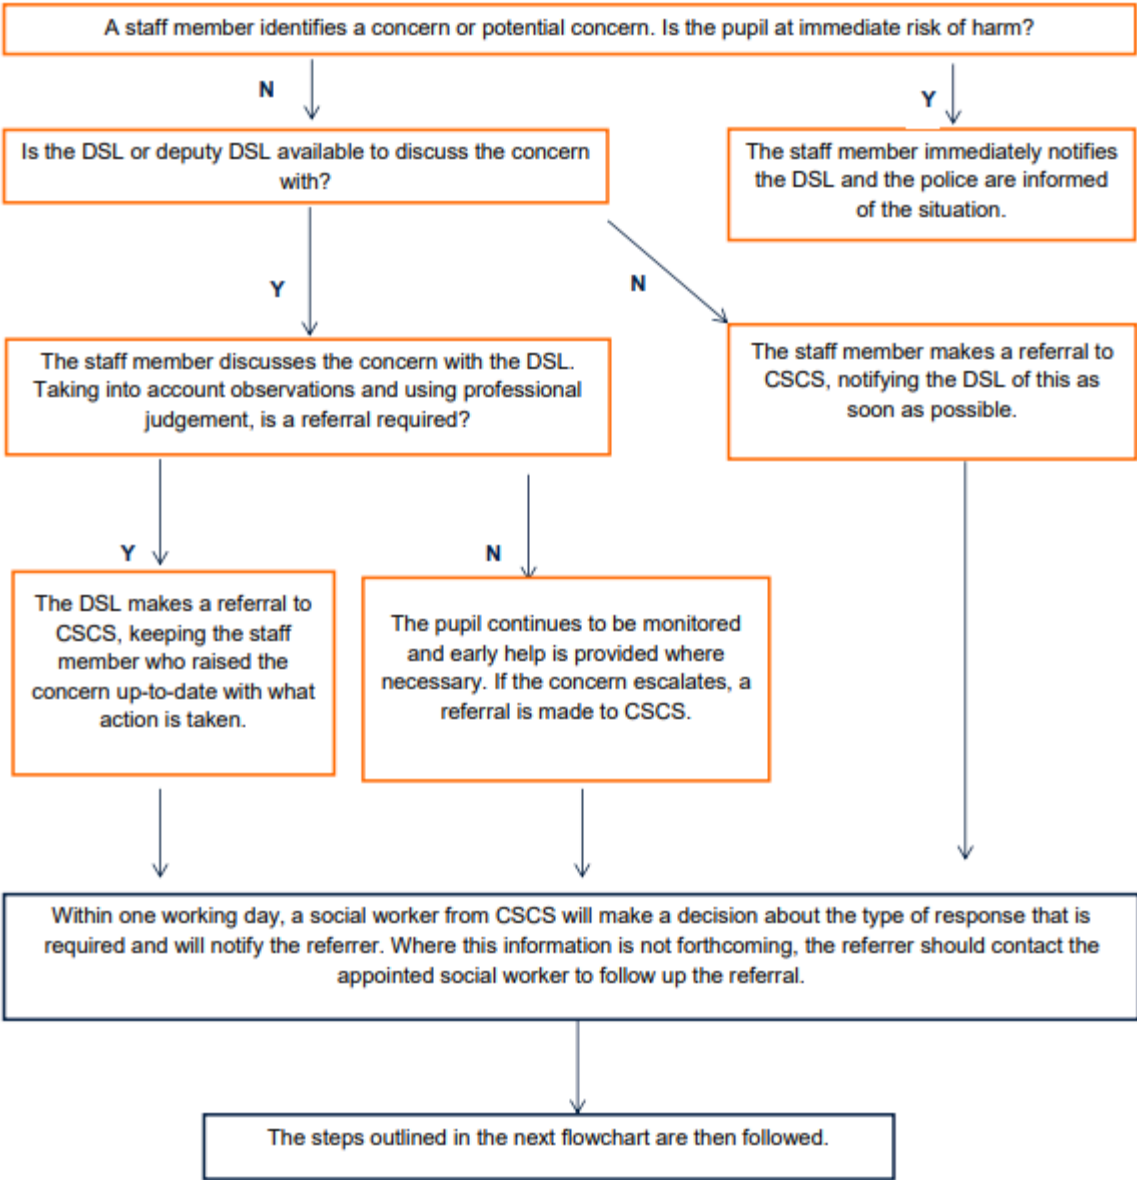 A staff member identifies a concern or potential concern. Is the pupil at immediate risk of harm?
N
Y
Is the DSL or deputy DSL available to discuss the concern
with?
The staff member immediately notifies
the DSL and the police are informed
of the situation.
Y
N
The staff member discusses the concern with the DSL.
Taking into account observations and using professional
judgement, is a referral required?
The staff member makes a referral to
CSCS, notifying the DSL of this as
soon as possible.
Y
N
The DSL makes a referral to
CSCS, keeping the staff
member who raised the
concern up-to-date with what
action is taken.
The pupil continues to be monitored
and early help is provided where
necessary. If the concern escalates, a
referral is made to CSCS.
Within one working day, a social worker from CSCS will make a decision about the type of response that is
required and will notify the referrer. Where this information is not forthcoming, the referrer should contact the
appointed social worker to follow up the referral.
The steps outlined in the next flowchart are then followed.